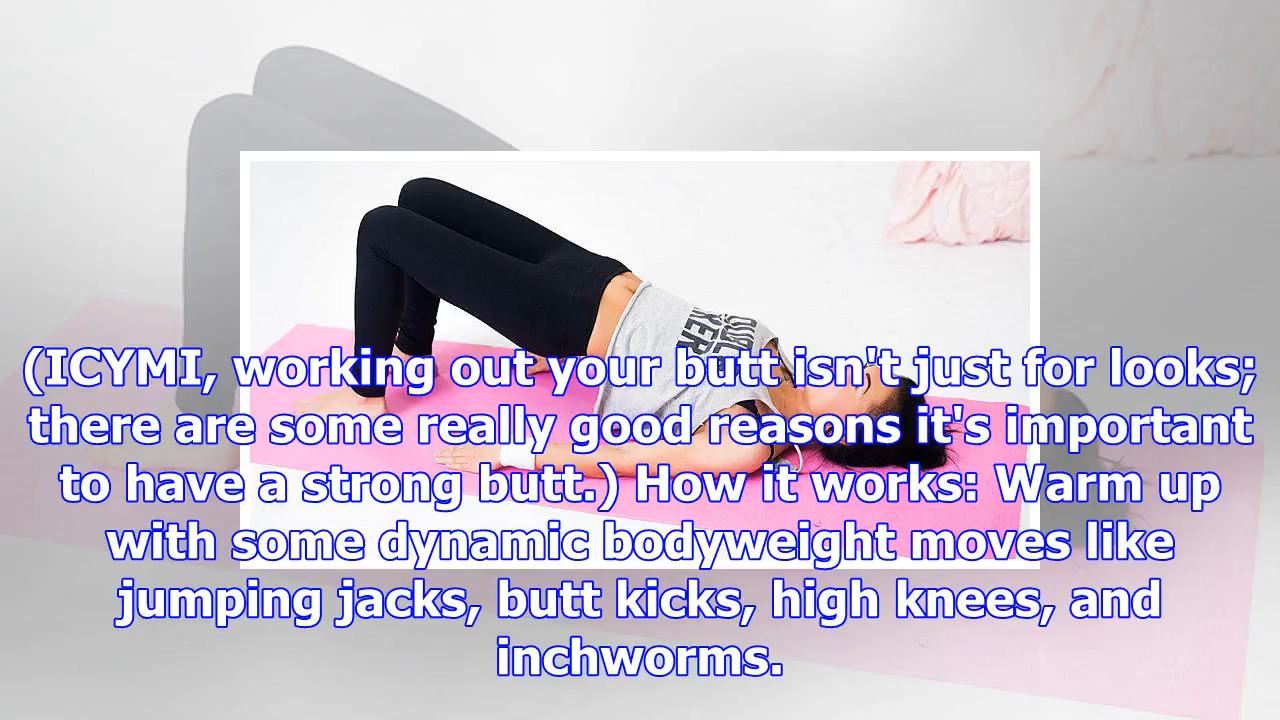 (ICYMI, working out your butt isn't just for looks;
there are some really good reasons it's important
to have a strong butt.) How it works: Warm up
with some dynamic bodyweight moves like
jumping jacks, butt kicks, high knees, and
inchworms.